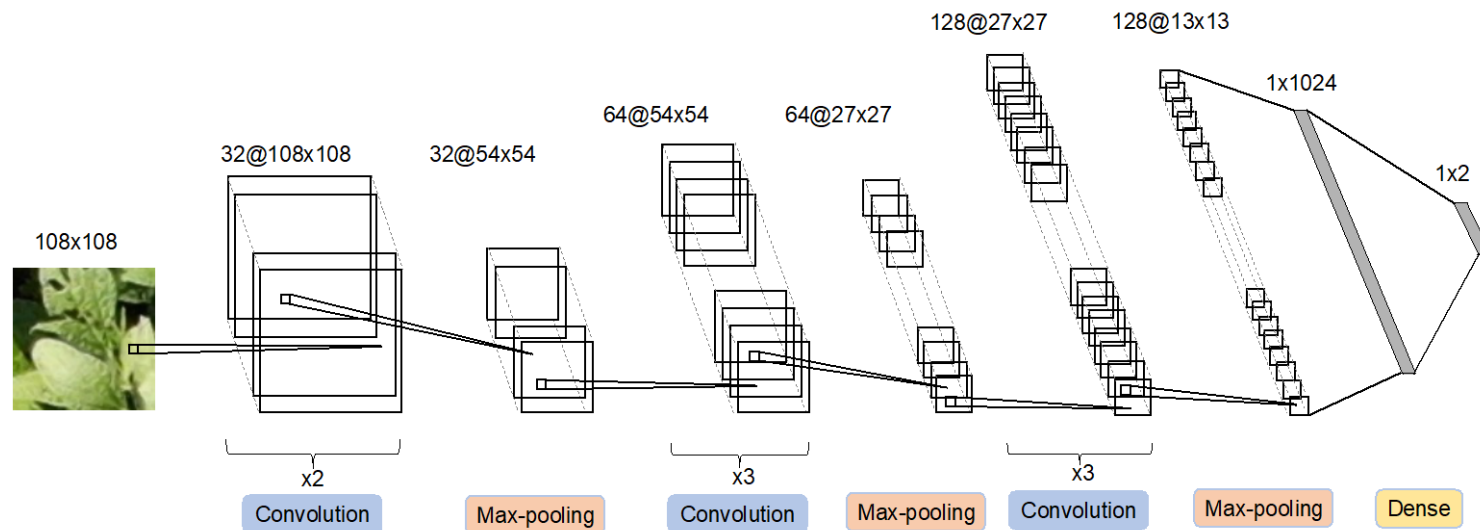 128@27x27
128@13x13
1x1024
64@54x54
64@27x27
32@108x108
32@54x54
1x2
108x108
x2
x3
x3
Convolution
Max-pooling
Convolution
Max-pooling
Convolution
Max-pooling
Dense